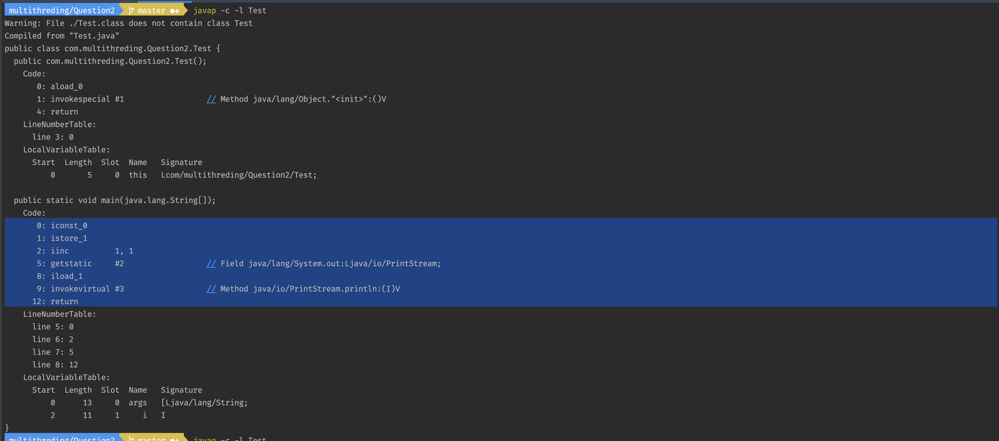 multithreding/Question2 master ●+ javap -c -l Test
Warning: File ./Test.class does not contain class Test
Compiled from "Test.java"
public class com.multithreding.Question2.Test {
  public com.multithreding.Question2.Test();
    Code:
       0: aload_0
       1: invokespecial #1                  // Method java/lang/Object."<init>":()V
       4: return
    LineNumberTable:
      line 3: 0
    LocalVariableTable:
      Start  Length  Slot  Name   Signature
          0       5     0  this   Lcom/multithreding/Question2/Test;

  public static void main(java.lang.String[]);
    Code:
       0: iconst_0
       1: istore_1
       2: iinc          1, 1
       5: getstatic     #2                  // Field java/lang/System.out:Ljava/io/PrintStream;
       8: iload_1
       9: invokevirtual #3                  // Method java/io/PrintStream.println:(I)V
      12: return
    LineNumberTable:
      line 5: 0
      line 6: 2
      line 7: 5
      line 8: 12
    LocalVariableTable:
      Start  Length  Slot  Name   Signature
          0      13     0  args   [Ljava/lang/String;
          2      11     1     i   I
}
multithreding/Question2 master ●+ javap -c -l Test